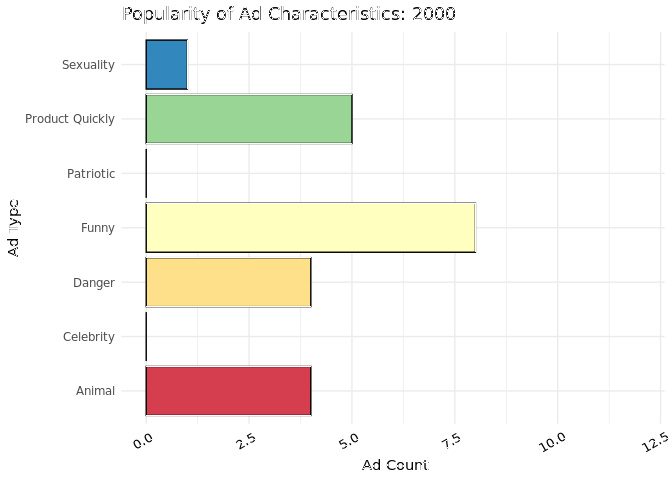 Popularity of Ad Characteristics: 2000
Sexuality
Product Quickly
Patriotic
Funny
Danger
Celebrity
Animal
Ad Type
0.0 2.5 5.0 7.5 10.0 12.5
Ad Count